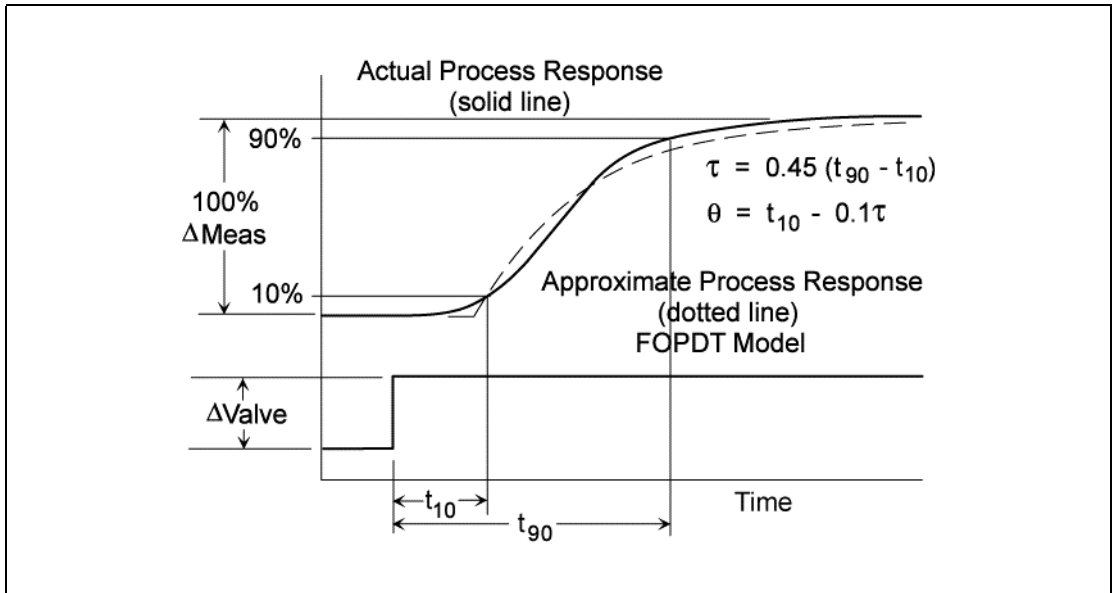 Actual Process Response
(solid line)
90%
τ = 0.45 (t90 - t10)
100%
ΔMeas
θ = t10 - 0.1τ
10%
Approximate Process Response
(dotted line)
FOPDT Model
ΔValve
t10
Time
t90